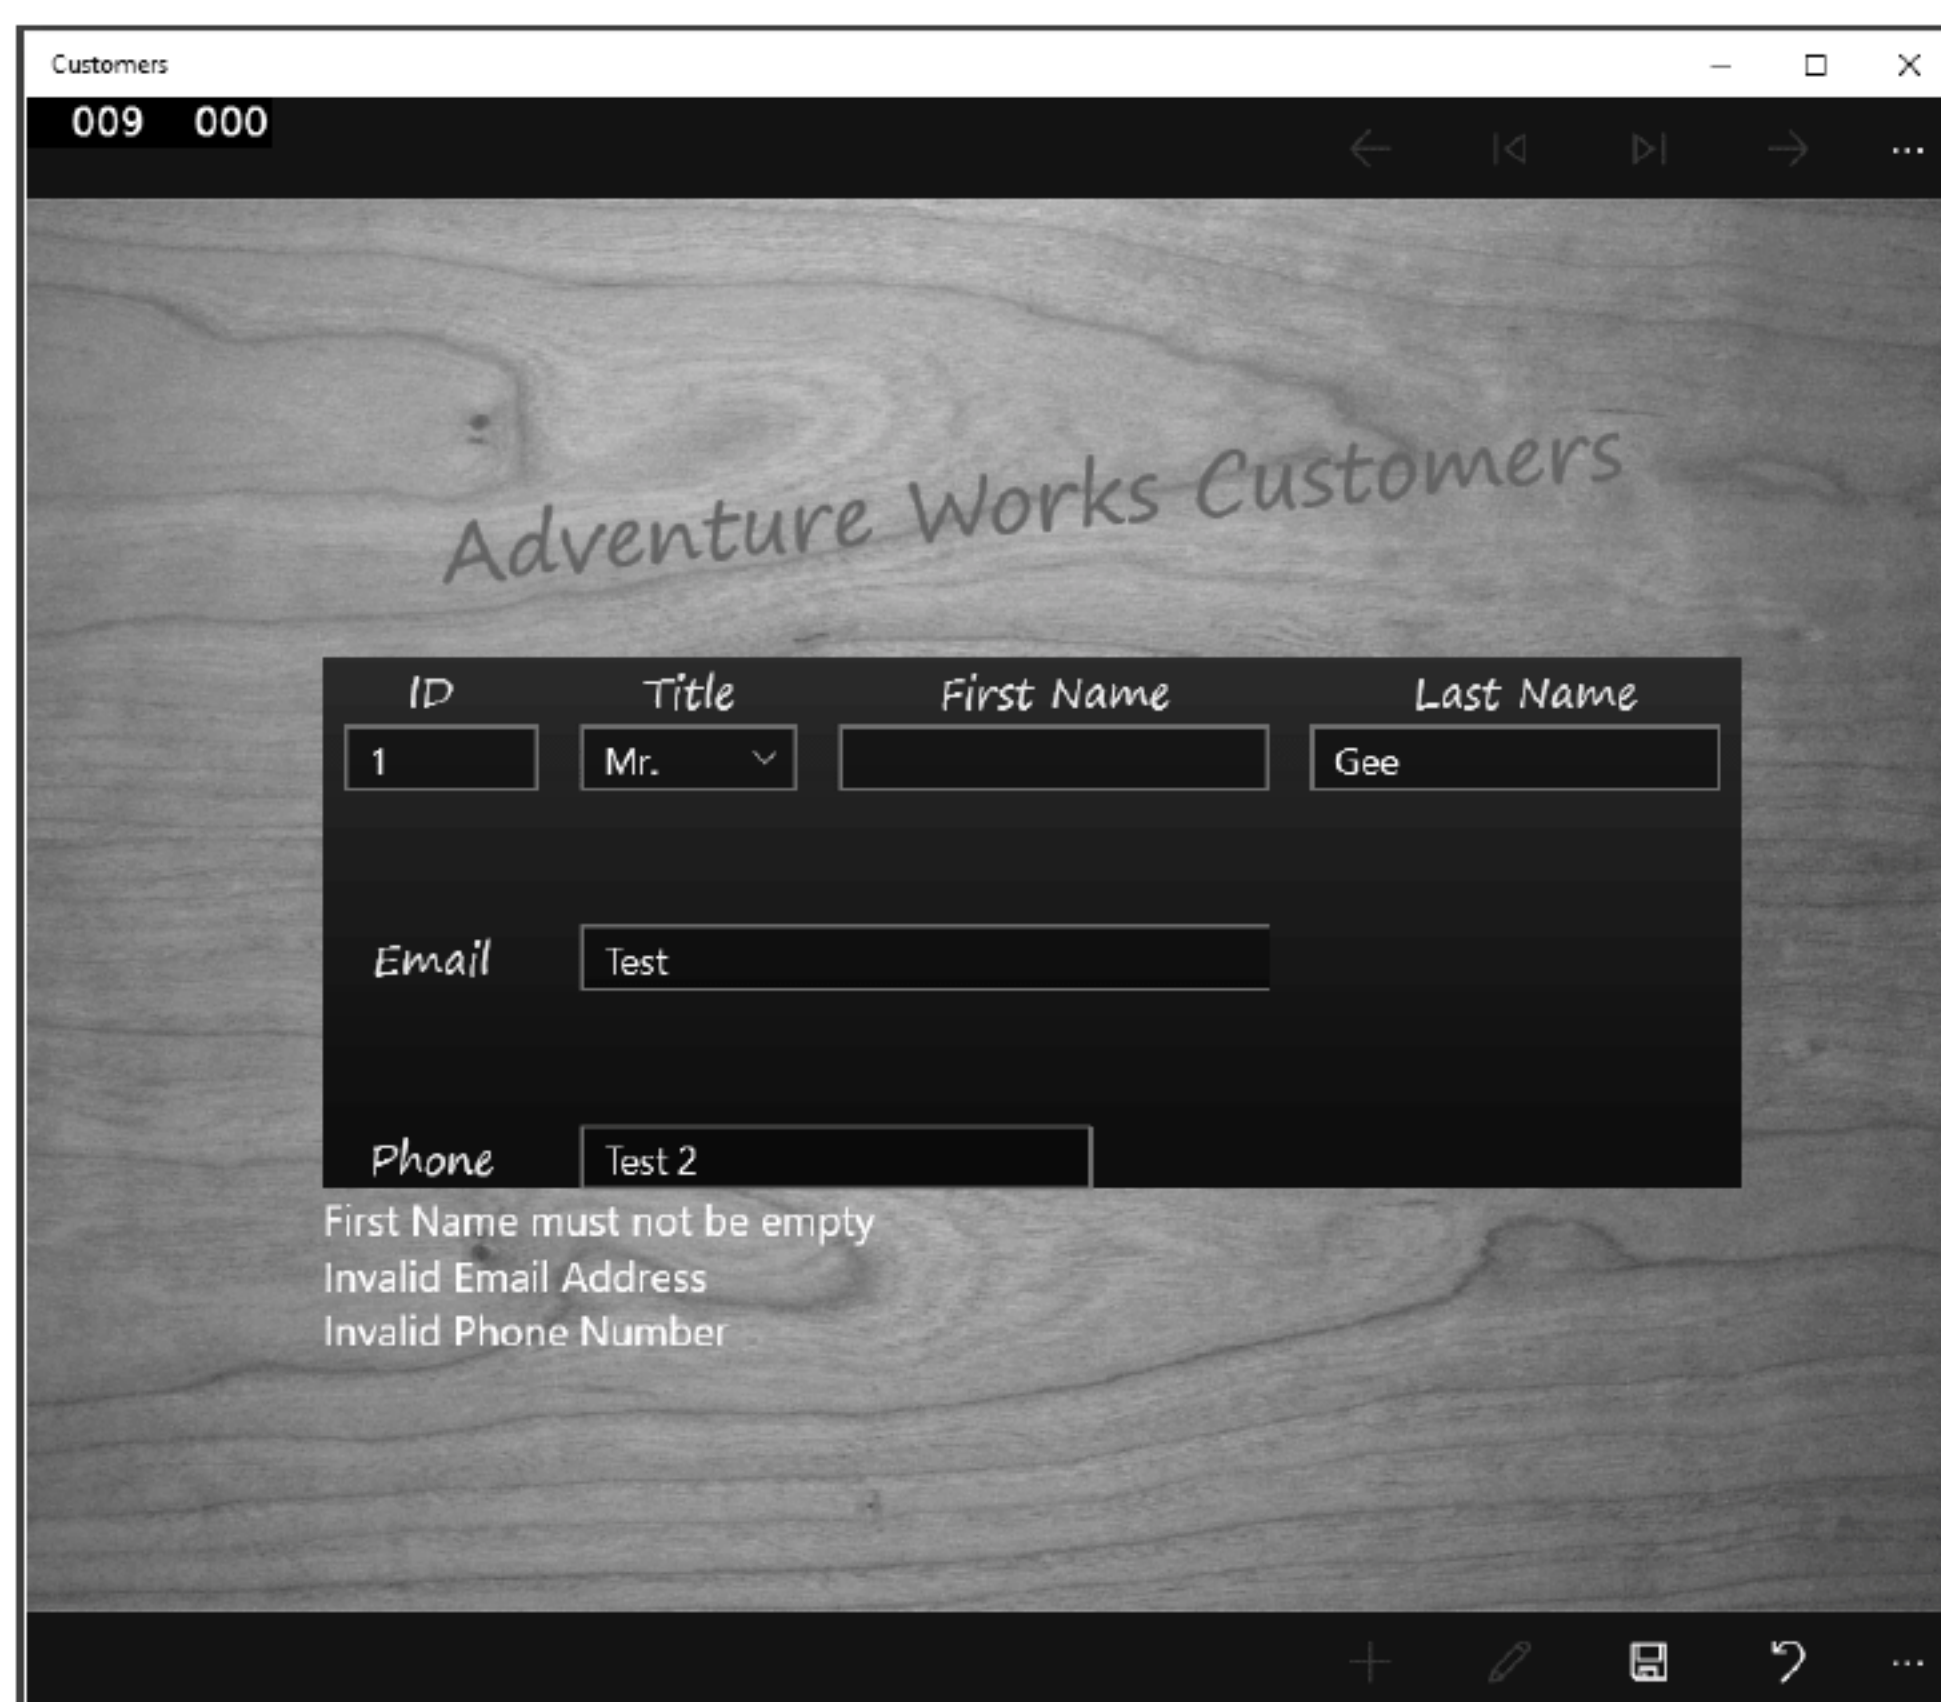 Customers
009 000
Adventure Works Customers
ID Title First Name Last Name
1 Mr. Gee
Email Test
Phone Test 2
First Name must not be empty
Invalid Email Address
Invalid Phone Number